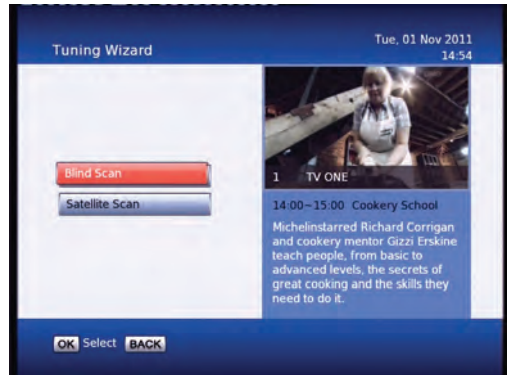 Tuning Wizard
Tue, 01 Nov 2011
14:54
Blind Scan
Satellite Scan
1 TV ONE
14:00~15:00 Cookery School
Michelinstarred Richard Corrigan
and cookery mentor Gizzi Erskine
teach people, from basic to
advanced levels, the secrets of
great cooking and the skills they
need to do it.
OK Select BACK